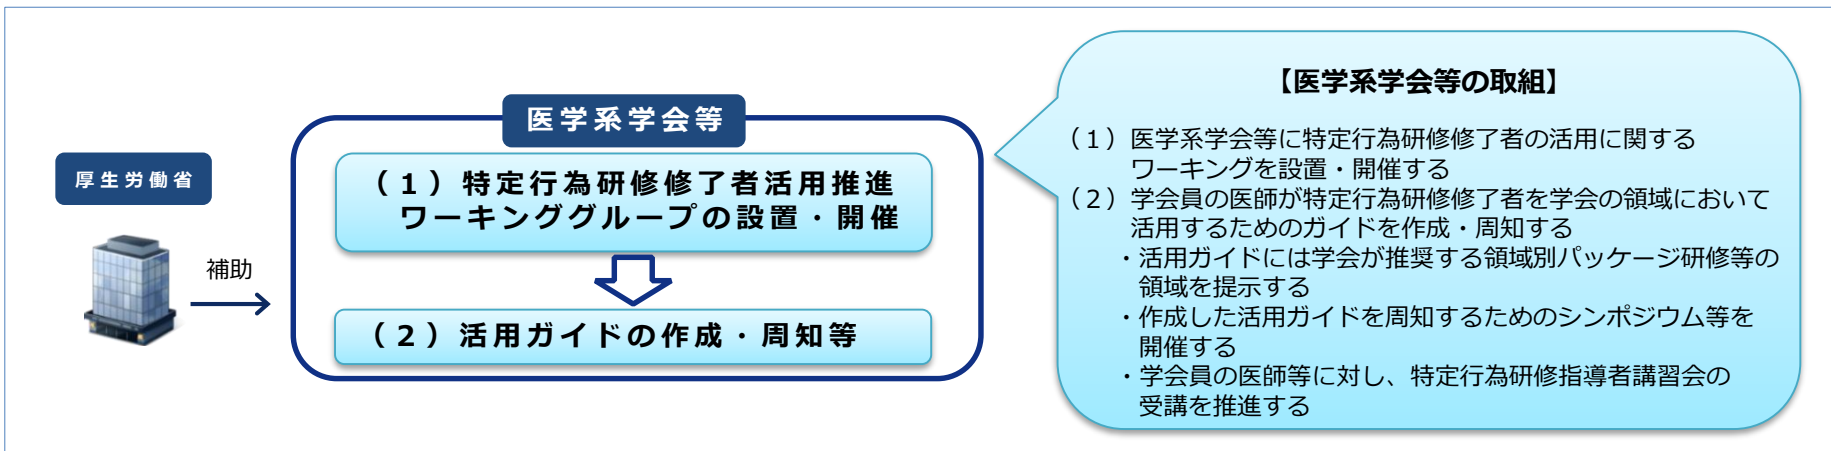 厚生労働省
補助
医学系学会等
（１）特定行為研修修了者活用推進
ワーキンググループの設置・開催
（２）活用ガイドの作成・周知等
【医学系学会等の取組】
（１）医学系学会等に特定行為研修修了者の活用に関する
ワーキングを設置・開催する
（２）学会員の医師が特定行為研修修了者を学会の領域において
活用するためのガイドを作成・周知する
・活用ガイドには学会が推奨する領域別パッケージ研修等の
領域を提示する
・作成した活用ガイドを周知するためのシンポジウム等を
開催する
・学会員の医師等に対し、特定行為研修指導者講習会の
受講を推進する